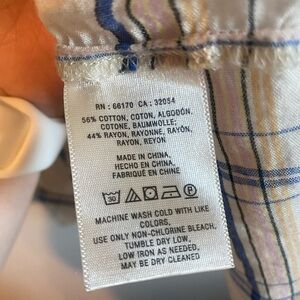 RN : 66170 CA : 32054
56% COTTON, COTON, ALGODÓN,
COTONE, BAUMWOLLE;
44% RAYON, RAYONNE, RAYÓN,
RAYON, REYON
MADE IN CHINA,
HECHO EN CHINA,
FABRIQUÉ EN CHINE
30
MACHINE WASH COLD WITH LIKE
COLORS,
USE ONLY NON-CHLORINE BLEACH,
TUMBLE DRY LOW,
LOW IRON AS NEEDED,
MAY BE DRY CLEANED